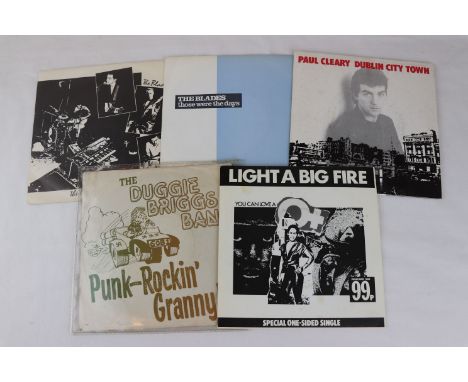 The Bla
THE BLADES
those were the days
PAUL CLEARY DUBLIN CITY TOWN
THE
DUGGIE
BRIGGS
BAND
Punk-Rockin'
Granny
LIGHT A BIG FIRE
YOU CAN LOVE A
99p
SPECIAL ONE-SIDED SINGLE